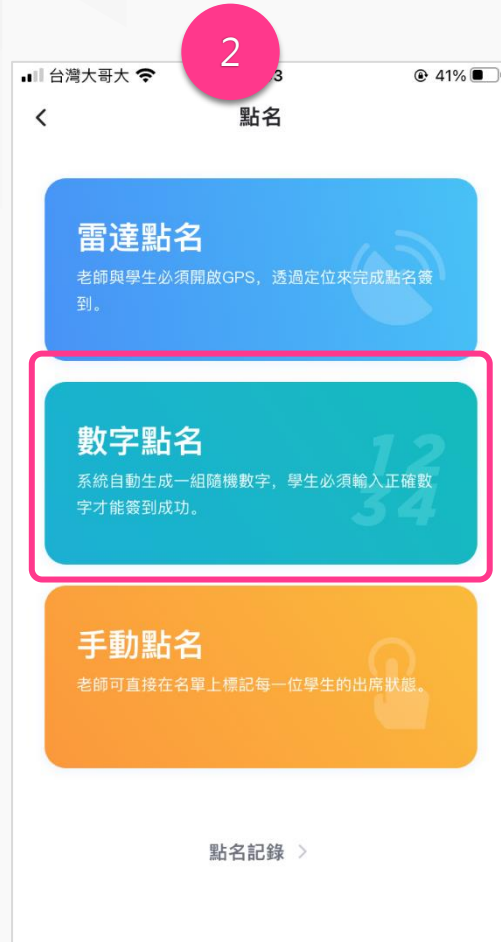 2
台灣大哥大 3 41%
點名
雷達點名
老師與學生必須開啟GPS，透過定位來完成點名簽
到。
數字點名
系統自動生成一組隨機數字，學生必須輸入正確數
字才能簽到成功。
12
34
手動點名
老師可直接在名單上標記每一位學生的出席狀態。
點名記錄